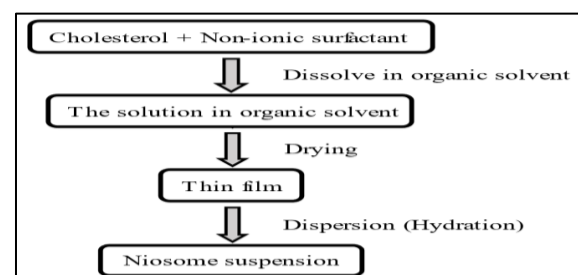 Cholesterol + Non-ionic surfactant
Dissolve in organic solvent
The solution in organic solvent
Drying
Thin film
Dispersion (Hydration)
Niosome suspension